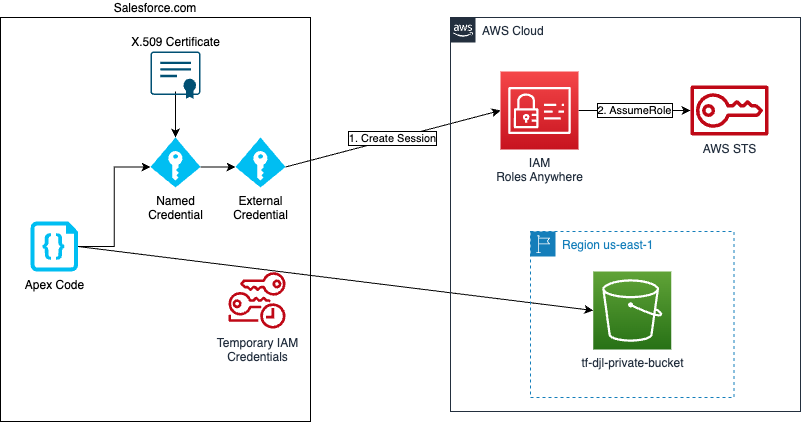 Salesforce.com
X.509 Certificate
aws
AWS Cloud
1. Create Session
2. AssumeRole
IAM
Roles Anywhere
AWS STS
Named
Credential
External
Credential
Region us-east-1
{}
Apex Code
Temporary IAM
Credentials
tf-djl-private-bucket